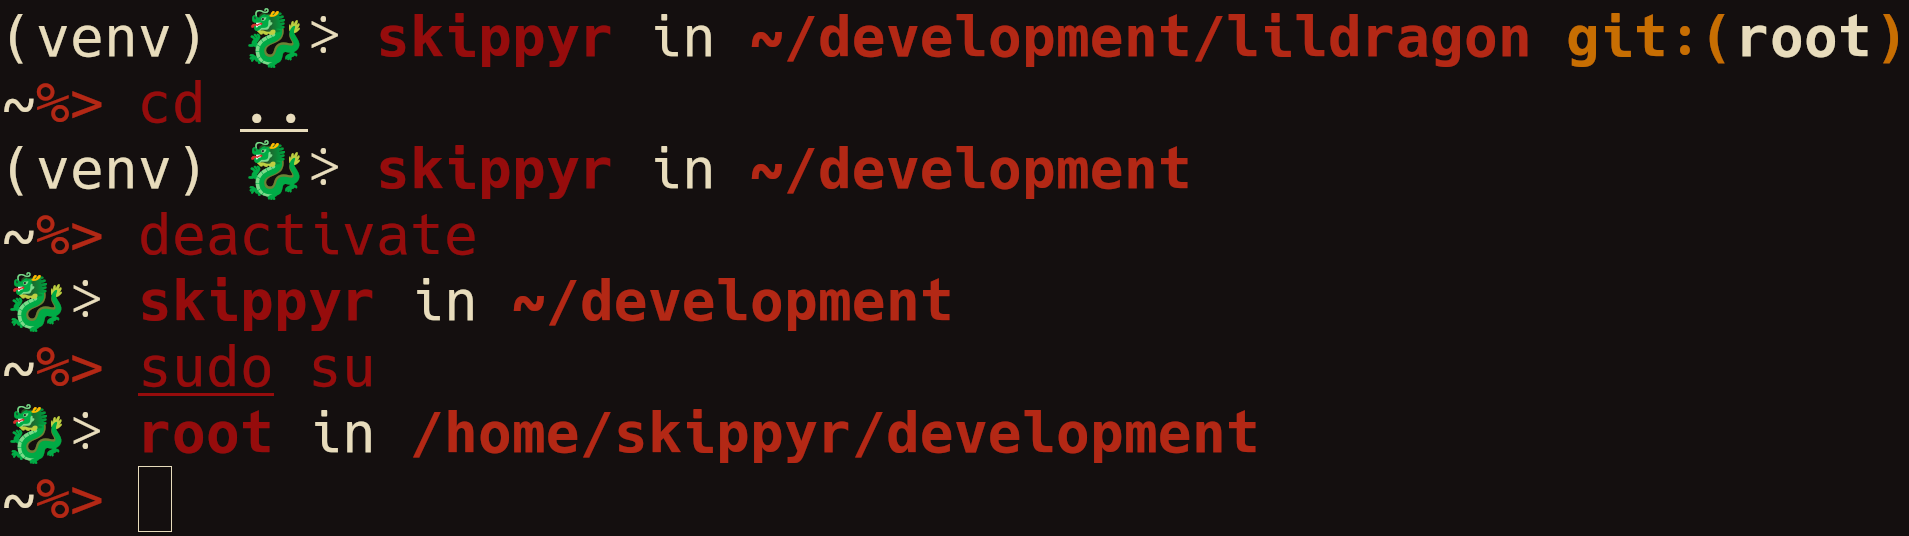 (venv) 🐉⩼ skippyr in ~/development/lildragon git:(root)
~%> cd ..
(venv) 🐉⩼ skippyr in ~/development
~%> deactivate
🐉⩼ skippyr in ~/development
~%> sudo su
🐉⩼ root in /home/skippyr/development
~%>